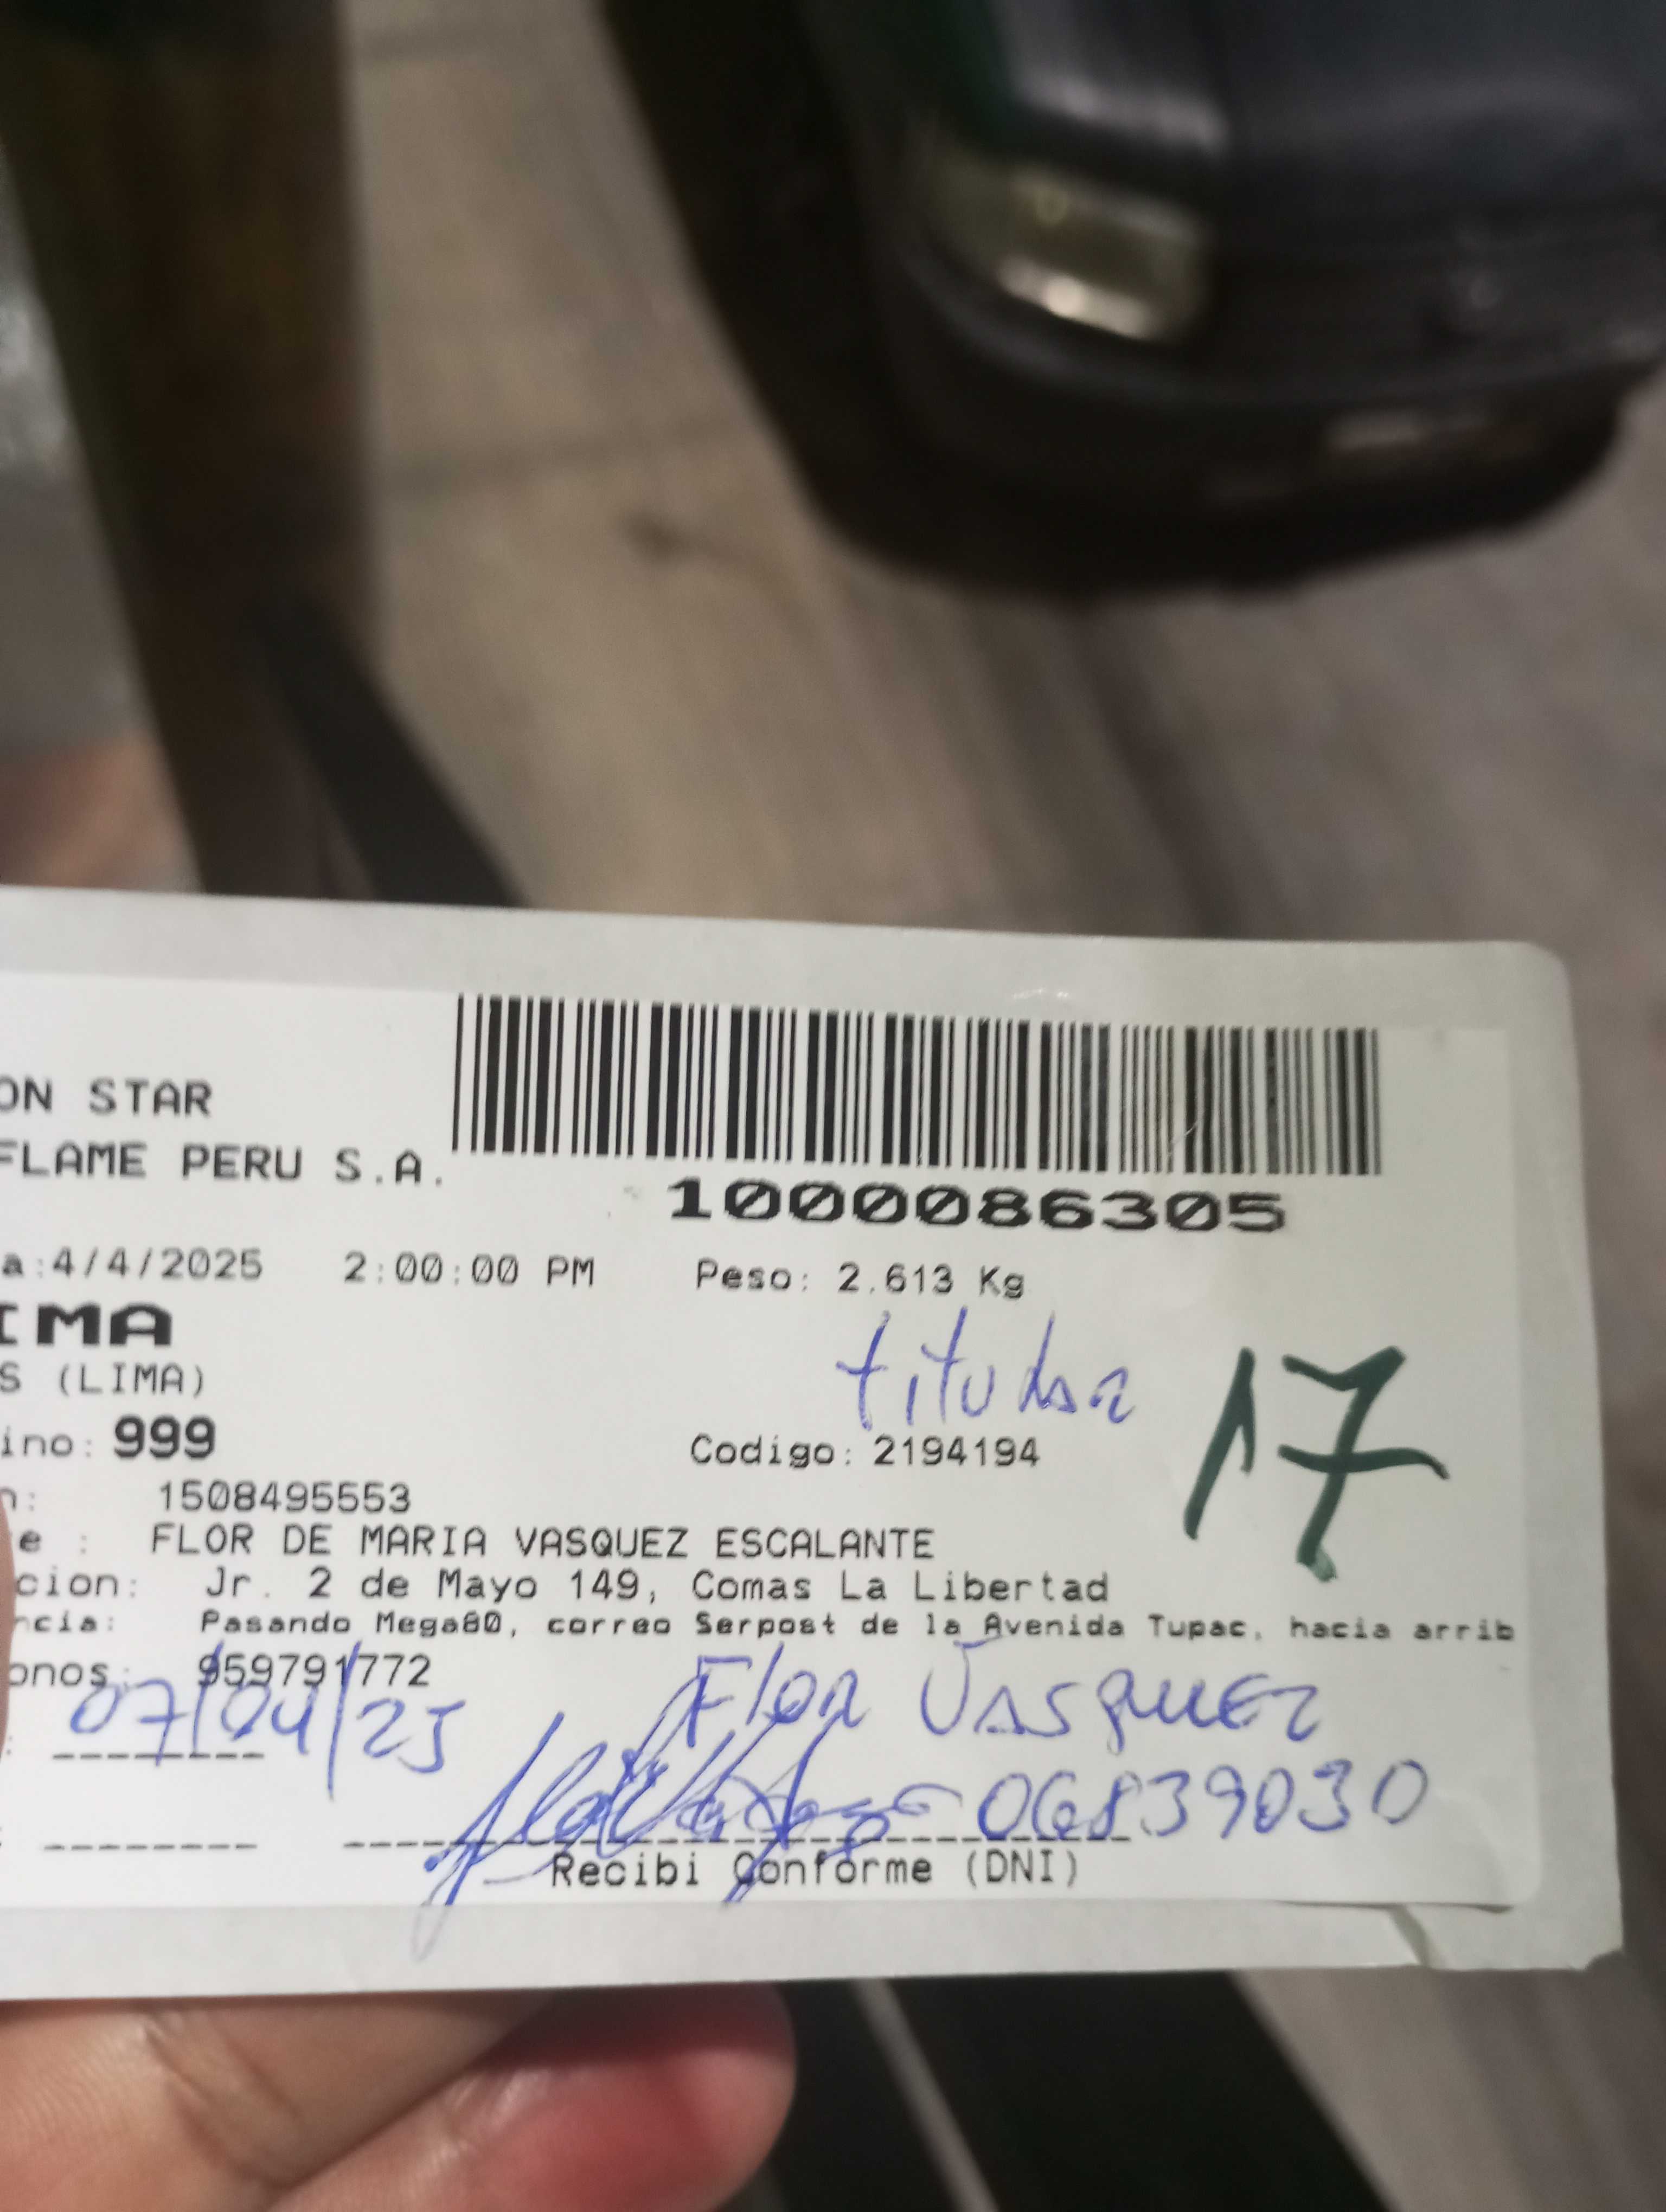 ON STAR
FLAME PERU S.A.
1000086305
a:4/4/2025 2:00:00 PM Peso: 2.613 Kg
IMA
titular
17
S (LIMA)
ino: 999
Codigo: 2194194
n: 1508495553
e : FLOR DE MARIA VASQUEZ ESCALANTE
cion: Jr. 2 de Mayo 149, Comas La Libertad
ncia: Pasando Mega80, correo Serpost de la Avenida Tupac, hacia arrib
onos: 959791772
07/04/25
Flor Vasquez
06839030
Recibi Conforme (DNI)